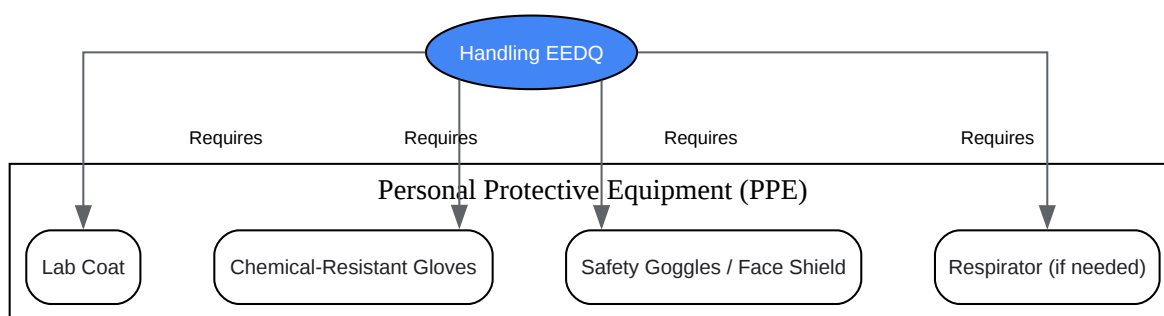 Handling EEDQ
Requires
Requires
Requires
Requires
Personal Protective Equipment (PPE)
Lab Coat
Chemical-Resistant Gloves
Safety Goggles / Face Shield
Respirator (if needed)